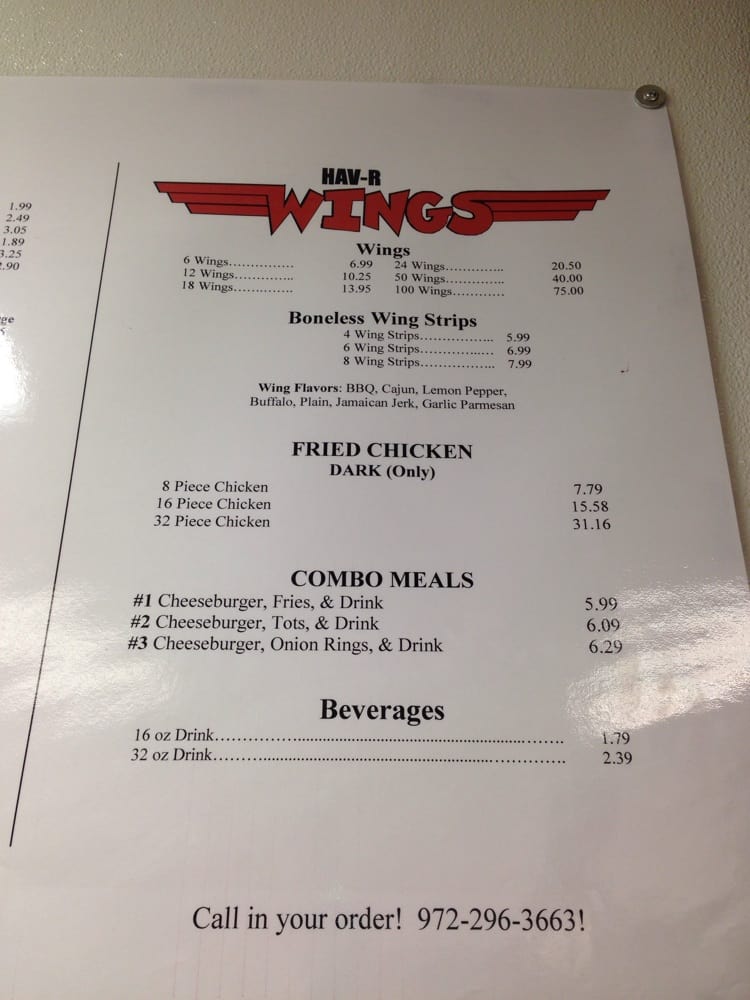 1.99
2.49
3.05
1.89
3.25
.90
HAV-R
WINGS
Wings
6 Wings............... 6.99 24 Wings............. 20.50
12 Wings............. 10.25 50 Wings............. 40.00
18 Wings............. 13.95 100 Wings............ 75.00
Boneless Wing Strips
4 Wing Strips................. 5.99
6 Wing Strips................. 6.99
8 Wing Strips................. 7.99
Wing Flavors: BBQ, Cajun, Lemon Pepper,
Buffalo, Plain, Jamaican Jerk, Garlic Parmesan
FRIED CHICKEN
DARK (Only)
8 Piece Chicken 7.79
16 Piece Chicken 15.58
32 Piece Chicken 31.16
COMBO MEALS
#1 Cheeseburger, Fries, & Drink 5.99
#2 Cheeseburger, Tots, & Drink 6.09
#3 Cheeseburger, Onion Rings, & Drink 6.29
Beverages
16 oz Drink........................................................................ 1.79
32 oz Drink........................................................................ 2.39
Call in your order! 972-296-3663!